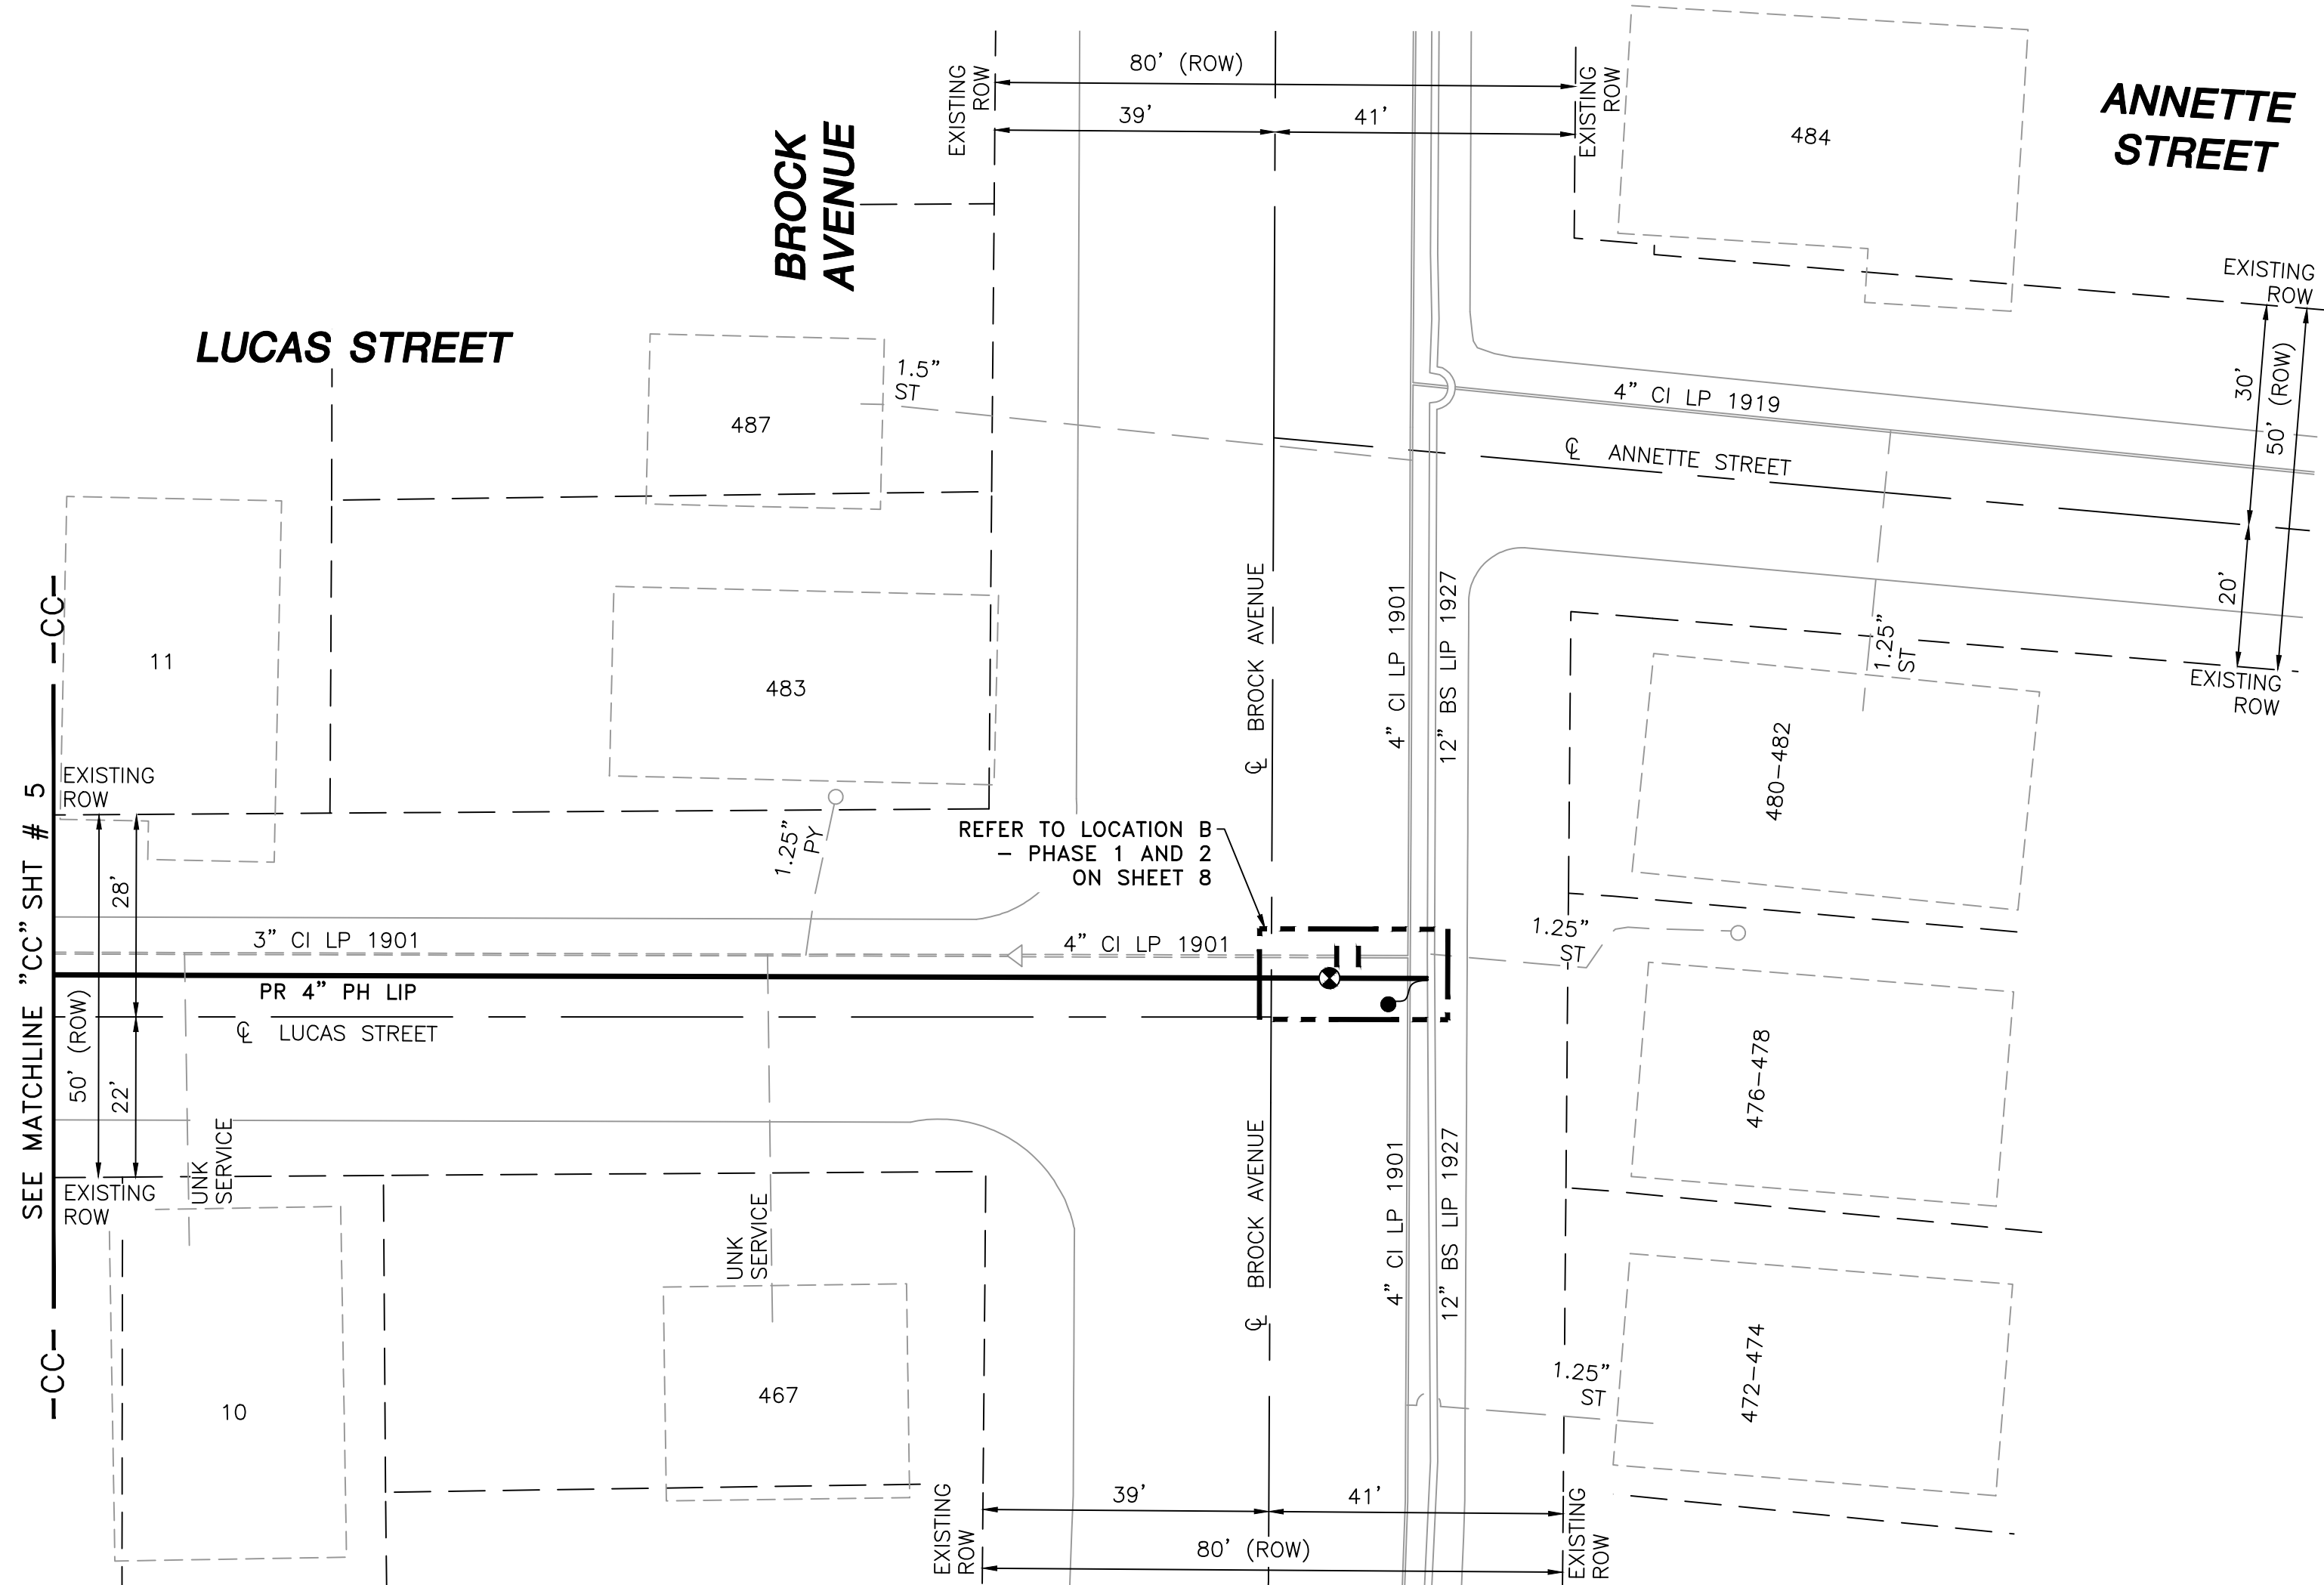 80' (ROW)
39'
41'
EXISTING
ROW
EXISTING
ROW
484
ANNETTE
STREET
BROCK
AVENUE
LUCAS STREET
EXISTING
ROW
30'
50' (ROW)
20'
EXISTING
ROW
1.5"
ST
487
4" CI LP 1919
℄ ANNETTE STREET
11
483
℄ BROCK AVENUE
4" CI LP 1901
12" BS LIP 1927
1.25"
ST
480-482
-CC-
SEE MATCHLINE "CC" SHT # 5
-CC-
EXISTING
ROW
28'
50' (ROW)
22'
EXISTING
ROW
1.25"
PY
REFER TO LOCATION B
- PHASE 1 AND 2
ON SHEET 8
3" CI LP 1901
4" CI LP 1901
PR 4" PH LIP
℄ LUCAS STREET
1.25"
ST
476-478
UNK
SERVICE
UNK
SERVICE
℄ BROCK AVENUE
4" CI LP 1901
12" BS LIP 1927
1.25"
ST
472-474
10
467
EXISTING
ROW
39'
41'
80' (ROW)
EXISTING
ROW